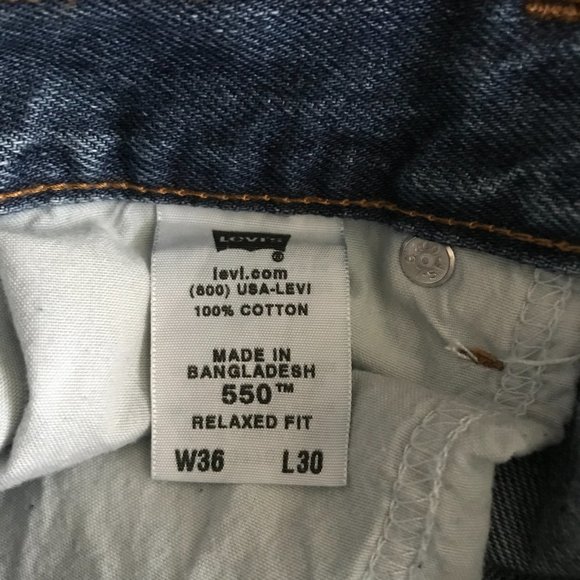 LEVI'S
®
levi.com
(800) USA-LEVI
100% COTTON
MADE IN
BANGLADESH
550™
RELAXED FIT
W36 L30